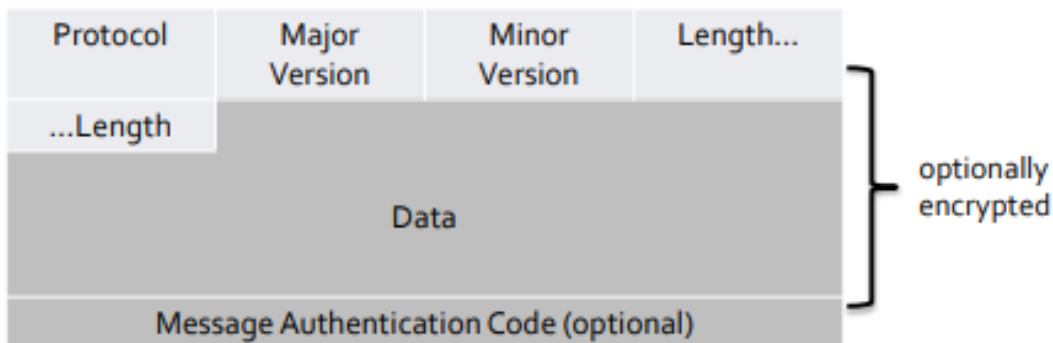 Protocol
Major
Version
Minor
Version
Length...
...Length
Data
optionally
encrypted
Message Authentication Code (optional)